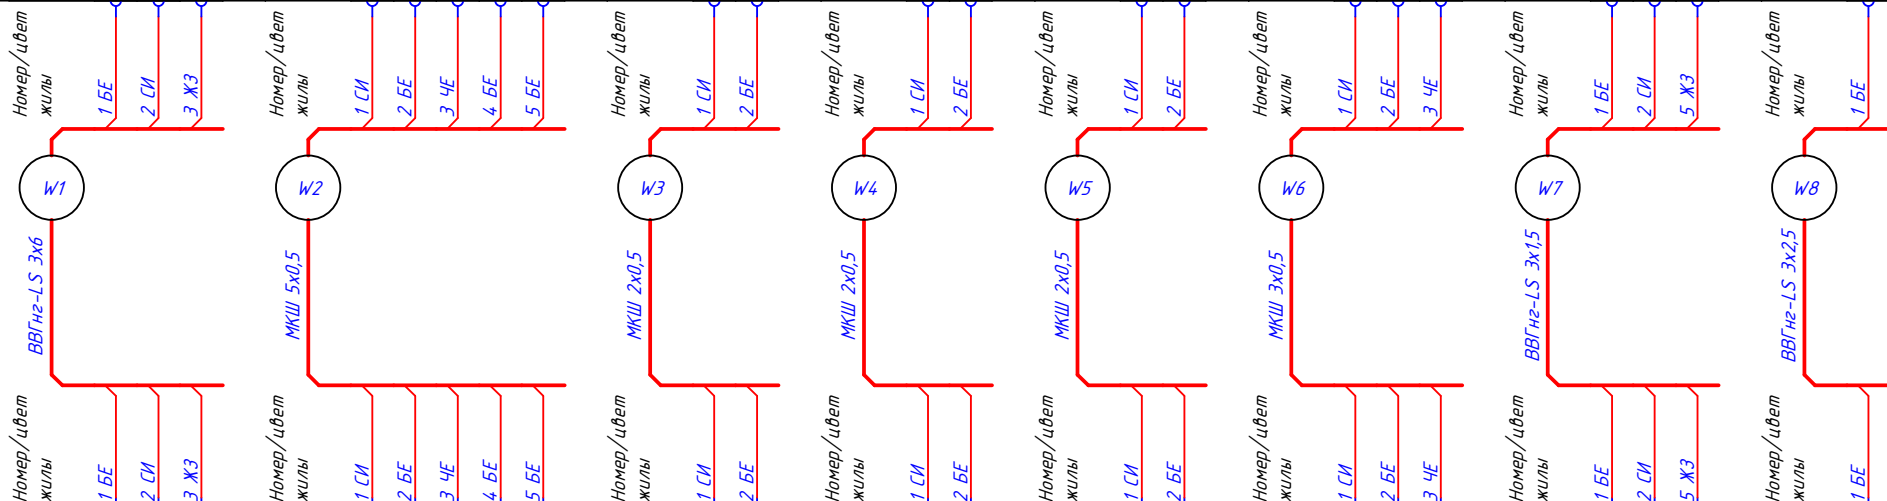 Номер/цвет
жилы
1 БЕ
2 СИ
3 ЖЗ
Номер/цвет
жилы
1 СИ
2 БЕ
3 ЧЕ
4 БЕ
5 БЕ
Номер/цвет
жилы
1 СИ
2 БЕ
Номер/цвет
жилы
1 СИ
2 БЕ
Номер/цвет
жилы
1 СИ
2 БЕ
Номер/цвет
жилы
1 СИ
2 БЕ
3 ЧЕ
Номер/цвет
жилы
1 БЕ
2 СИ
5 ЖЗ
Номер/цвет
жилы
1 БЕ
W1
W2
W3
W4
W5
W6
W7
W8
ВВГнг-LS 3х6
МКШ 5х0,5
МКШ 2х0,5
МКШ 2х0,5
МКШ 2х0,5
МКШ 3х0,5
ВВГнг-LS 3х1,5
ВВГнг-LS 3х2,5
Номер/цвет
жилы
1 БЕ
2 СИ
3 ЖЗ
Номер/цвет
жилы
1 СИ
2 БЕ
3 ЧЕ
4 БЕ
5 БЕ
Номер/цвет
жилы
1 СИ
2 БЕ
Номер/цвет
жилы
1 СИ
2 БЕ
Номер/цвет
жилы
1 СИ
2 БЕ
Номер/цвет
жилы
1 СИ
2 БЕ
3 ЧЕ
Номер/цвет
жилы
1 БЕ
2 СИ
5 ЖЗ
Номер/цвет
жилы
1 БЕ